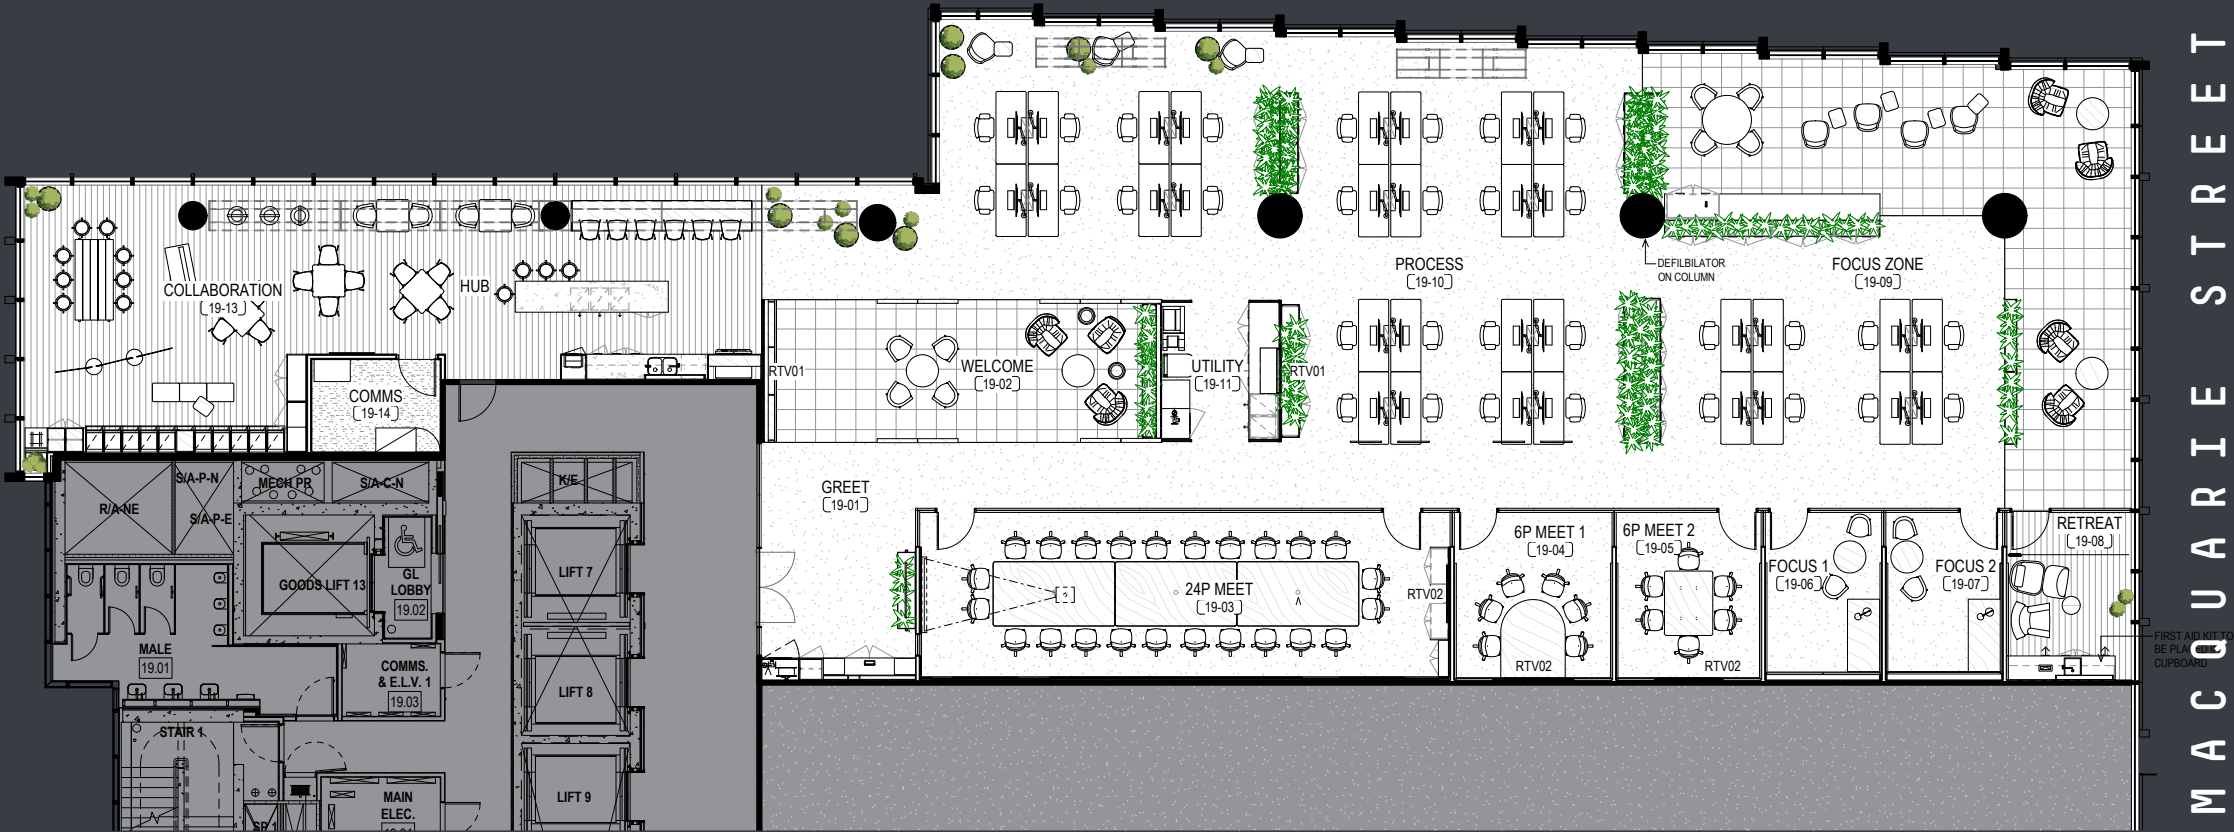 MACQUARIE STREET
PROCESS
19-10
DEFILBILATOR
ON COLUMN
FOCUS ZONE
19-09
COLLABORATION
19-13
HUB
COMMS
19-14
RTV01
WELCOME
19-02
UTILITY
19-11
RTV01
GREET
19-01
24P MEET
19-03
RTV02
6P MEET 1
19-04
RTV02
6P MEET 2
19-05
RTV02
FOCUS 1
19-06
FOCUS 2
19-07
RETREAT
19-08
FIRST AID KIT TO
BE PLACED
CUPBOARD
R/A-NE
S/A-P-N
S/A-P-E
MECH PR
S/A-C-N
K/E
GOODS LIFT 13
GL
LOBBY
19.02
LIFT 7
LIFT 8
LIFT 9
MALE
19.01
COMMS.
& E.L.V. 1
19.03
STAIR 1
MAIN
ELEC.
SP 1